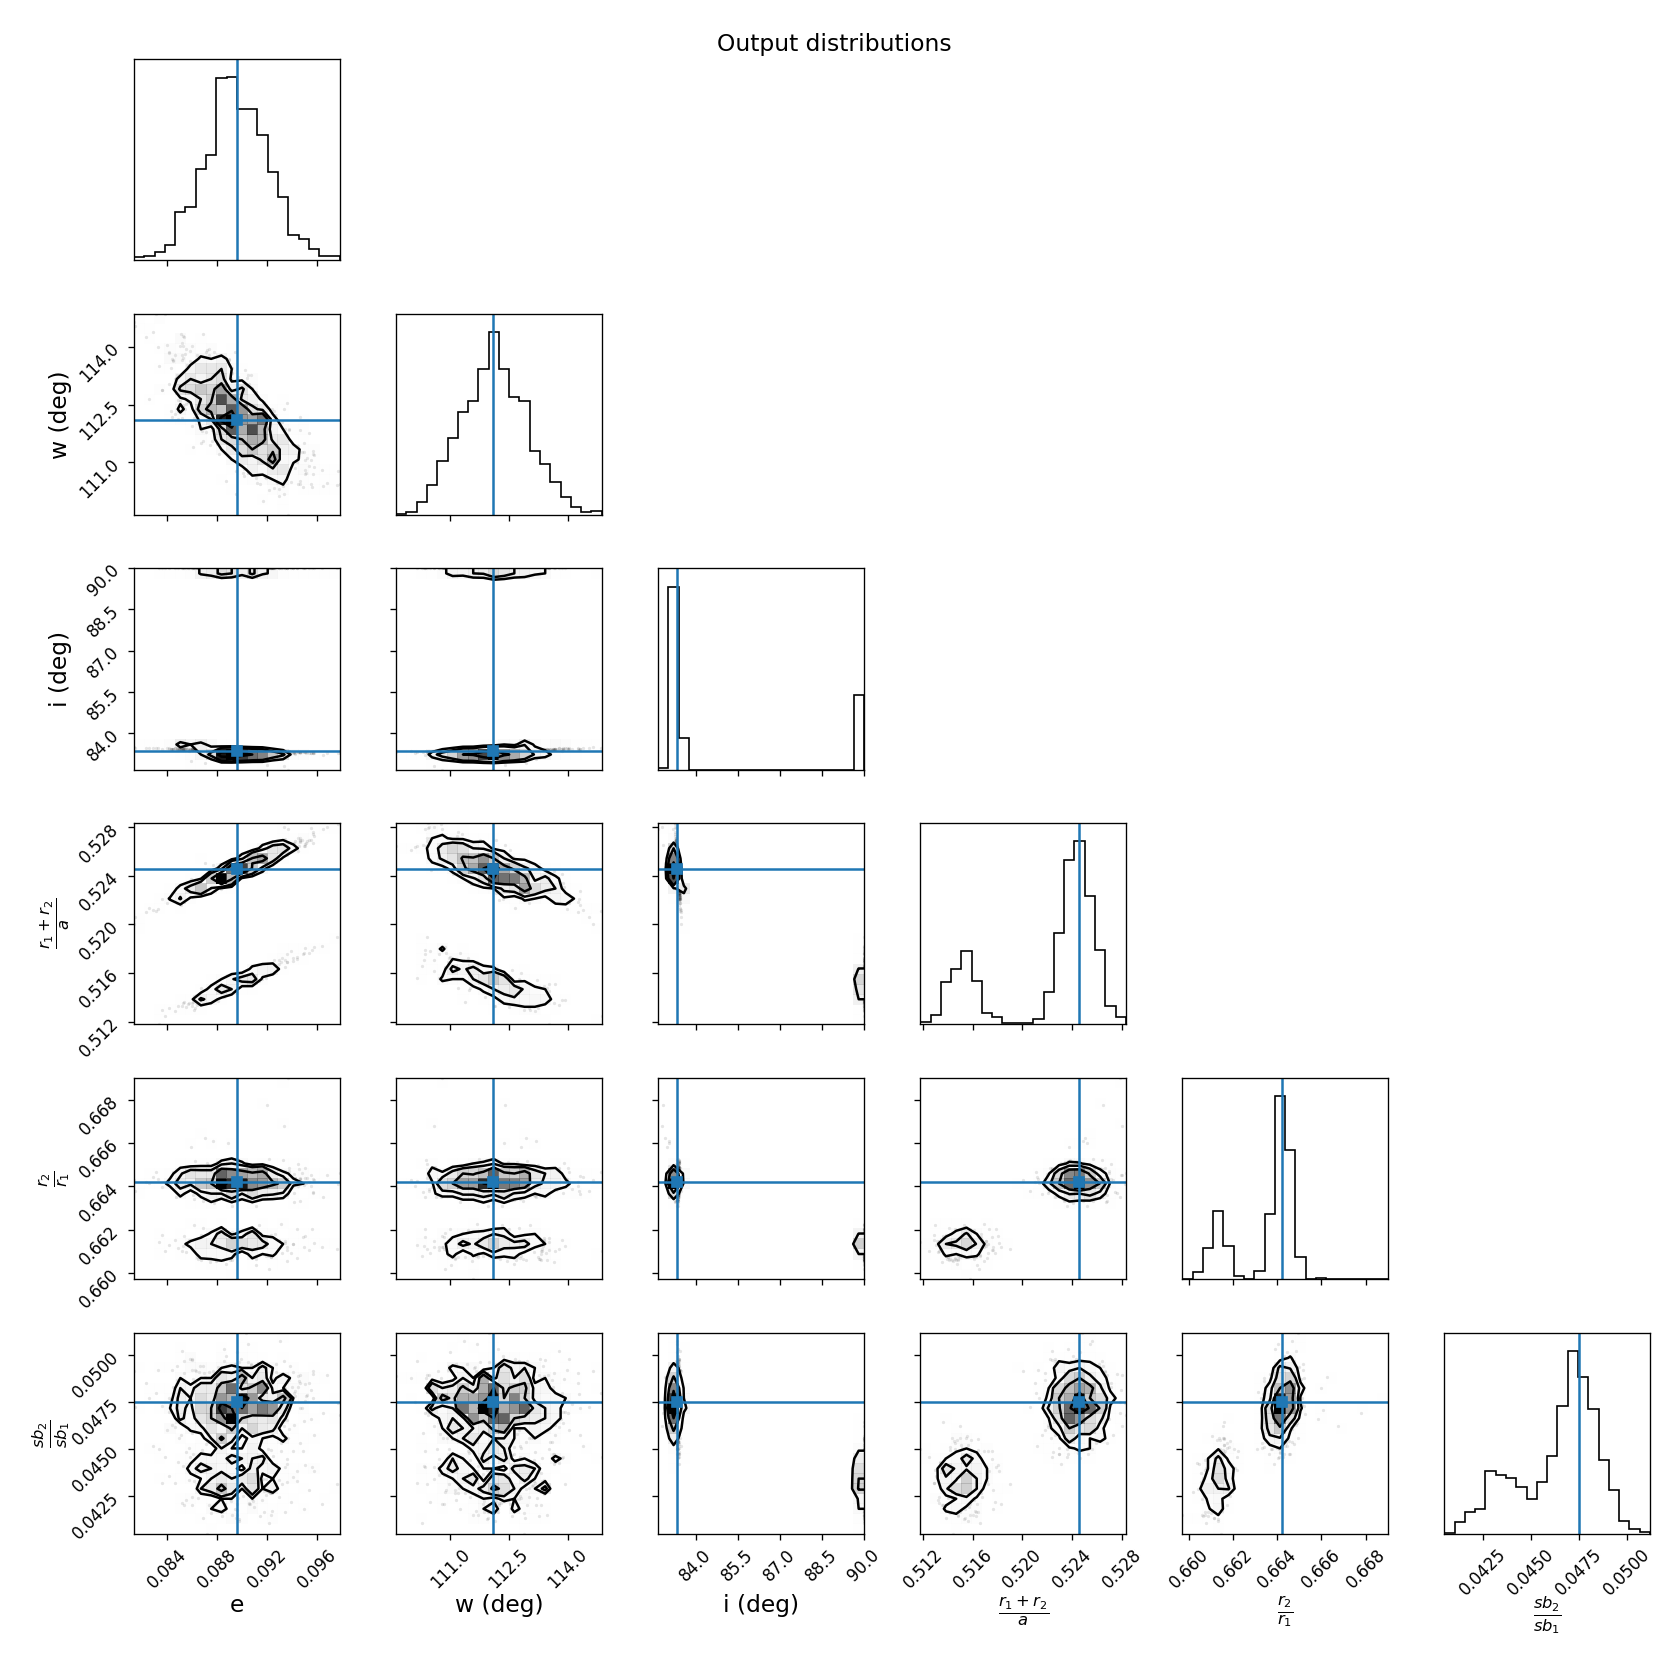 Output distributions
w (deg)
114.0
112.5
111.0
i (deg)
90.0
88.5
87.0
85.5
84.0
r₁ + r₂
a
0.528
0.524
0.520
0.516
0.512
r₂
r₁
0.668
0.666
0.664
0.662
0.660
sb₂
sb₁
0.0500
0.0475
0.0450
0.0425
0.084 0.088 0.092 0.096
111.0 112.5 114.0
84.0 85.5 87.0 88.5 90.0
0.512 0.516 0.520 0.524 0.528
0.660 0.662 0.664 0.666 0.668
0.0425 0.0450 0.0475 0.0500
e
w (deg)
i (deg)
r₁ + r₂
a
r₂
r₁
sb₂
sb₁